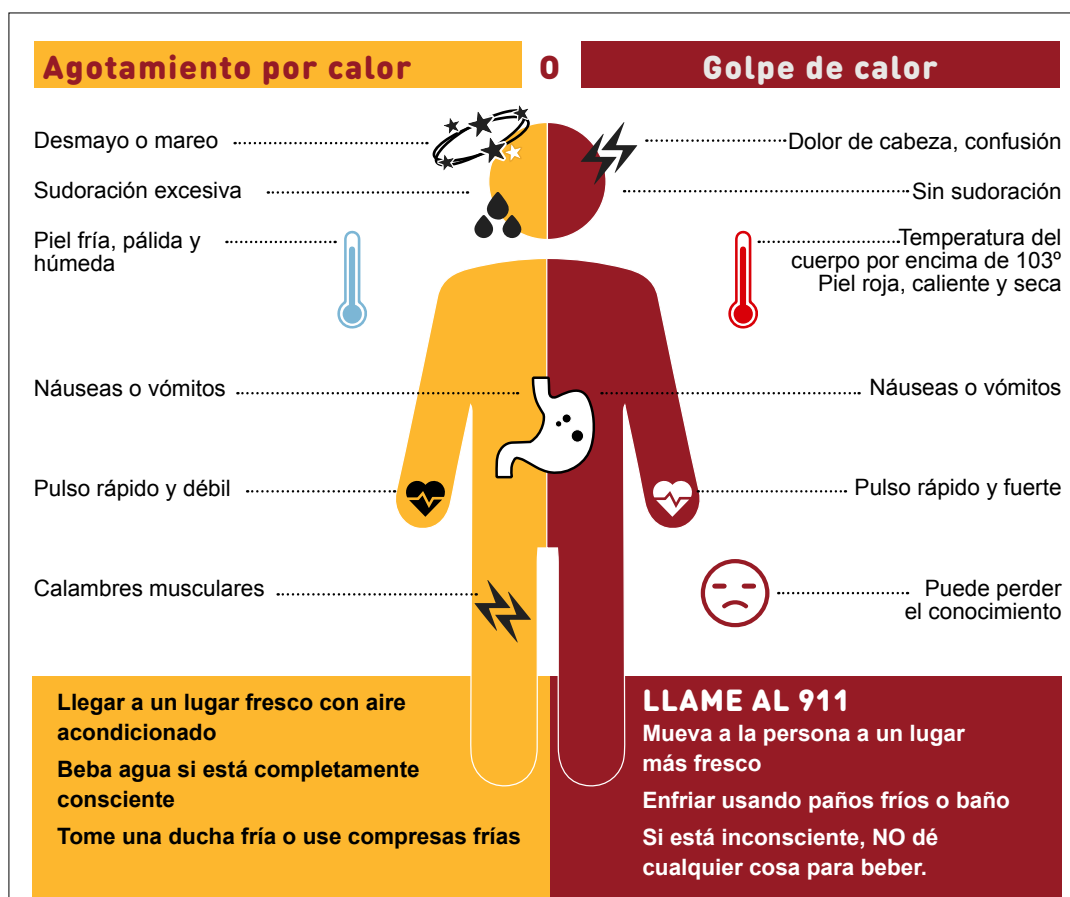 Agotamiento por calor
O
Golpe de calor
Desmayo o mareo
Dolor de cabeza, confusión
Sudoración excesiva
Sin sudoración
Piel fría, pálida y
húmeda
Temperatura del
cuerpo por encima de 103º
Piel roja, caliente y seca
Náuseas o vómitos
Náuseas o vómitos
Pulso rápido y débil
Pulso rápido y fuerte
Calambres musculares
Puede perder
el conocimiento
Llegar a un lugar fresco con aire
acondicionado
Beba agua si está completamente
consciente
Tome una ducha fría o use compresas frías
LLAME AL 911
Mueva a la persona a un lugar
más fresco
Enfriar usando paños fríos o baño
Si está inconsciente, NO dé
cualquier cosa para beber.